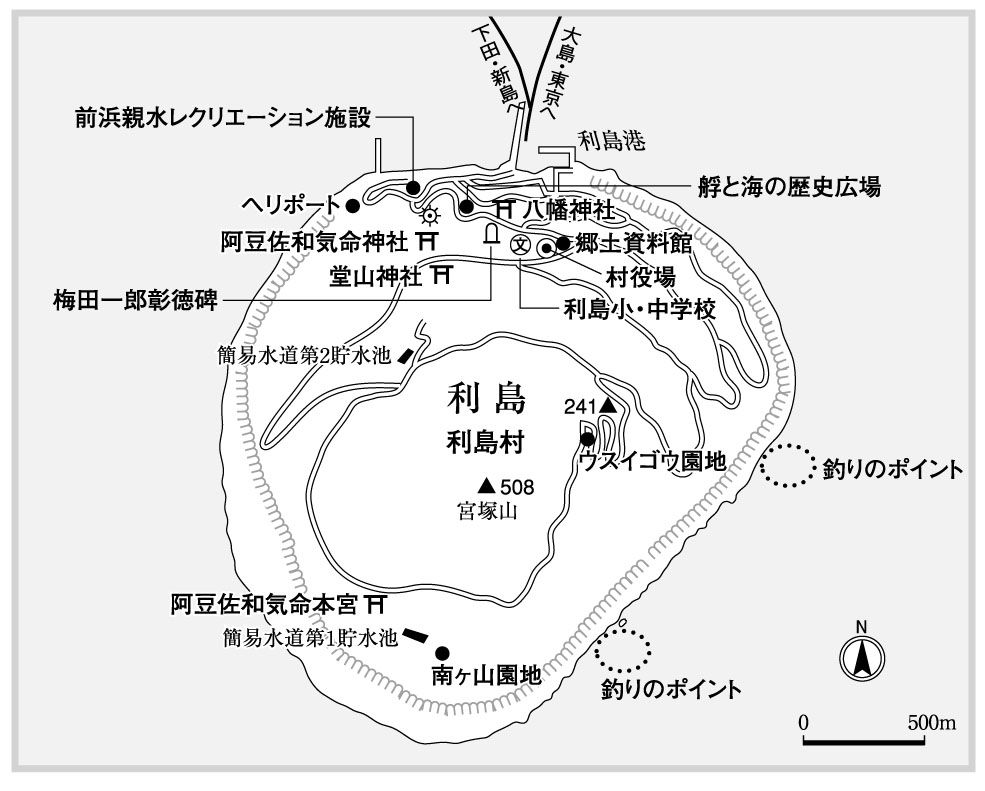 下田・新島へ
大島・東京へ
前浜親水レクリエーション施設
利島港
艀と海の歴史広場
ヘリポート
八幡神社
阿豆佐和気命神社
文
郷土資料館
堂山神社
村役場
梅田一郎彰徳碑
利島小・中学校
簡易水道第2貯水池
利島
241
利島村
ウスイゴウ園地
釣りのポイント
508
宮塚山
阿豆佐和気命本宮
簡易水道第1貯水池
南ヶ山園地
釣りのポイント
N
0 500m